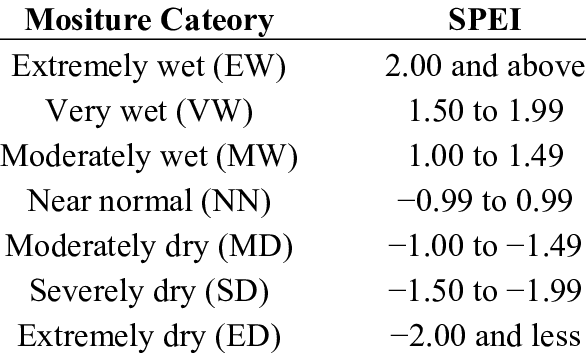 Mositure Cateory SPEI
Extremely wet (EW) 2.00 and above
Very wet (VW) 1.50 to 1.99
Moderately wet (MW) 1.00 to 1.49
Near normal (NN) −0.99 to 0.99
Moderately dry (MD) −1.00 to −1.49
Severely dry (SD) −1.50 to −1.99
Extremely dry (ED) −2.00 and less